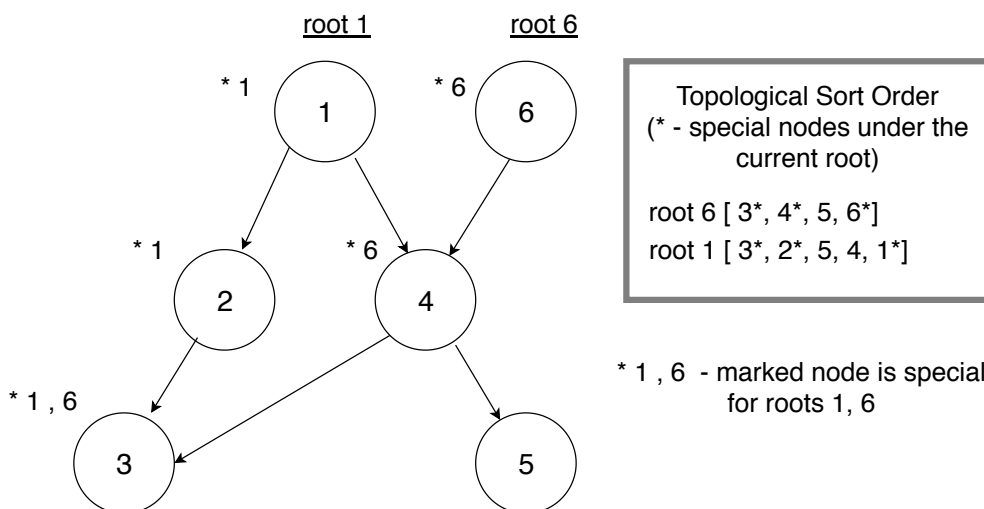 root 1
root 6
* 1
1
* 6
6
* 1
2
* 6
4
* 1 , 6
3
5
Topological Sort Order
(* - special nodes under the
current root)
root 6 [ 3*, 4*, 5, 6*]
root 1 [ 3*, 2*, 5, 4, 1*]
* 1 , 6 - marked node is special
for roots 1, 6